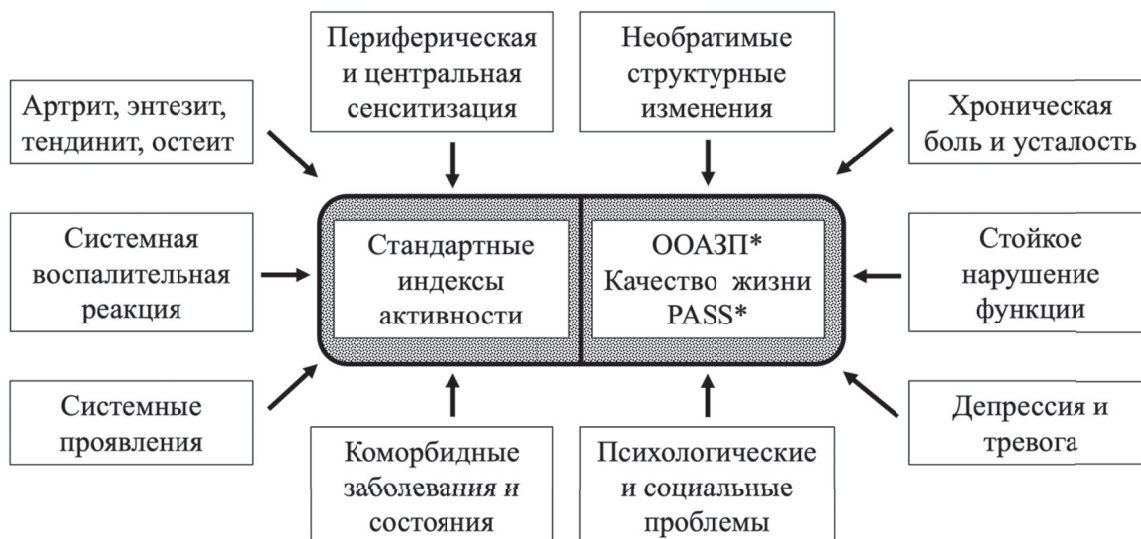 Периферическая
и центральная
сенситизация
Необратимые
структурные
изменения
Артрит, энтезит,
тендинит, остеит
Хроническая
боль и усталость
Системная
воспалительная
реакция
Стандартные
индексы
активности
ООАЗП*
Качество жизни
PASS*
Стойкое
нарушение
функции
Системные
проявления
Коморбидные
заболевания и
состояния
Психологические
и социальные
проблемы
Депрессия и
тревога